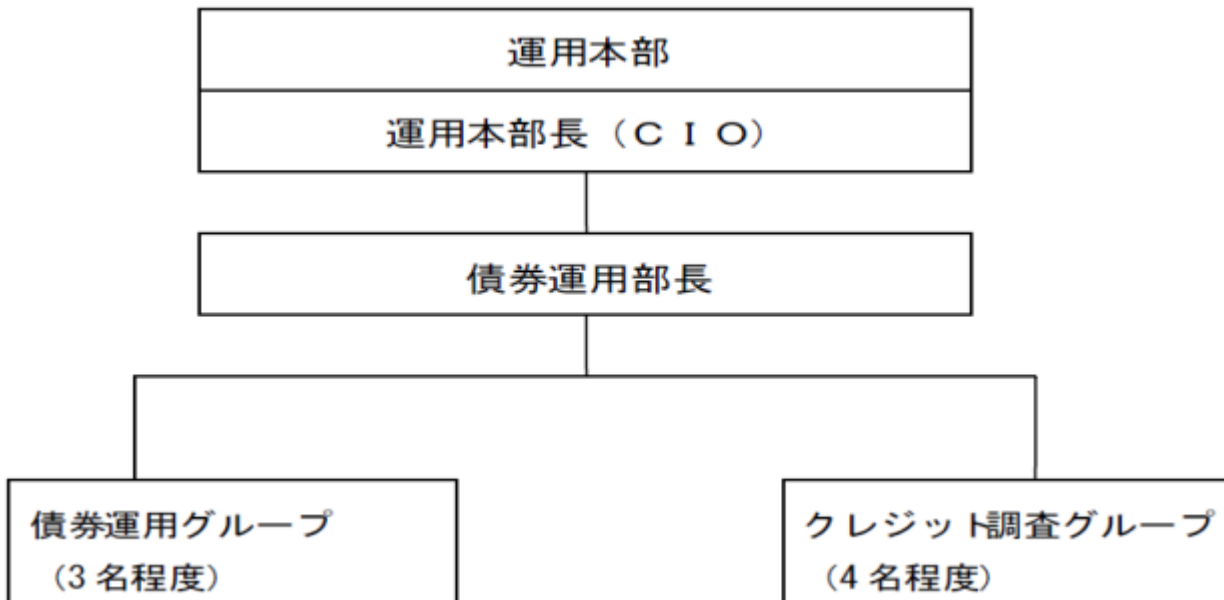 運用本部
運用本部長（ＣＩＯ）
債券運用部長
債券運用グループ
（3 名程度）
クレジット調査グループ
（4 名程度）